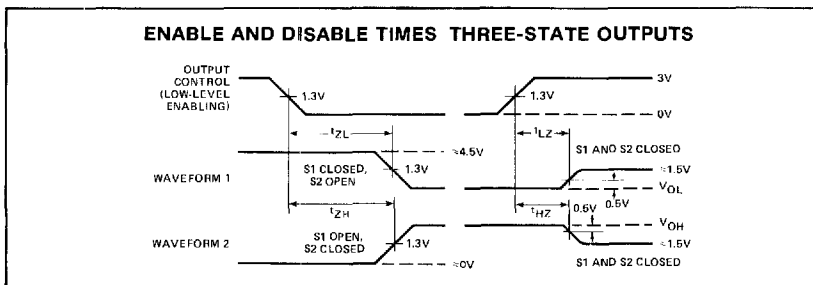 ENABLE AND DISABLE TIMES THREE-STATE OUTPUTS
OUTPUT
CONTROL
(LOW-LEVEL
ENABLING)
1.3V
1.3V
3V
0V
tZL
tLZ
S1 AND S2 CLOSED
≈4.5V
WAVEFORM 1
S1 CLOSED,
S2 OPEN
1.3V
≈1.5V
VOL
0.5V
tZH
tHZ
0.5V
VOH
WAVEFORM 2
S1 OPEN,
S2 CLOSED
1.3V
≈1.5V
≈0V
S1 AND S2 CLOSED